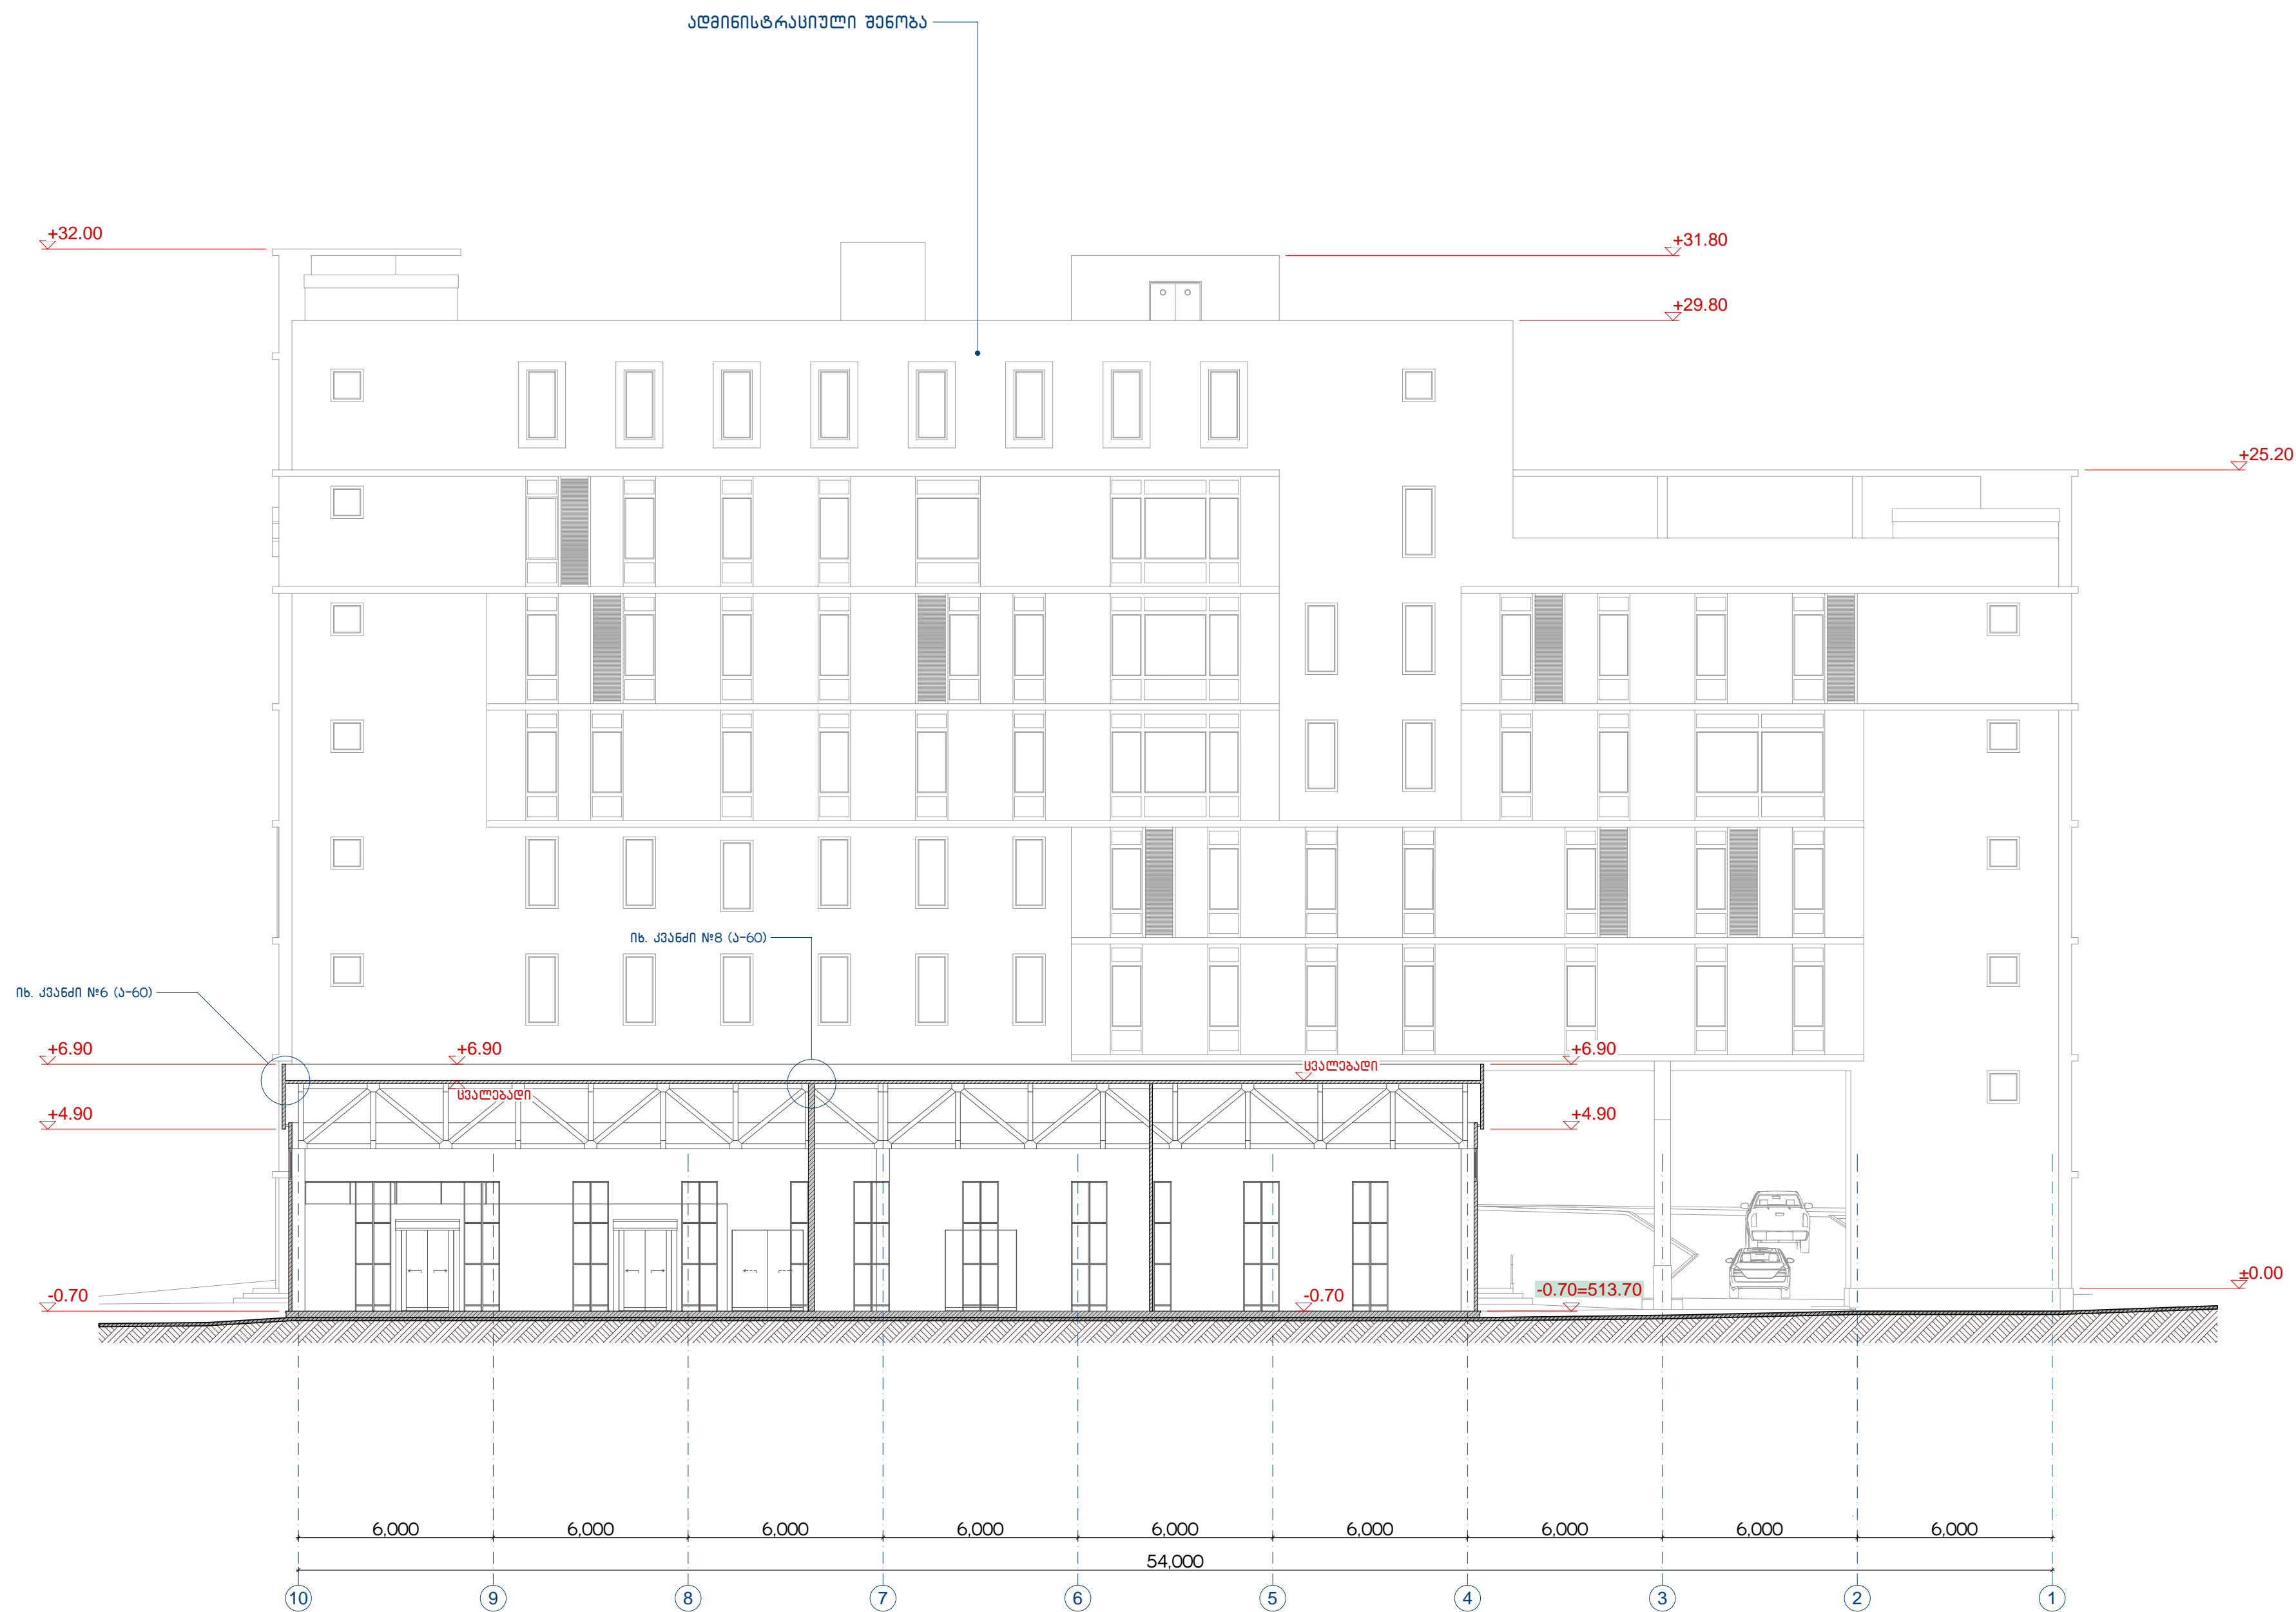 ადმინისტრაციული შენობა
+32.00
+31.80
+29.80
+25.20
იხ. კვანძი №8 (ა-60)
იხ. კვანძი №6 (ა-60)
+6.90
+6.90
ცვალებადი
+6.90
ცვალებადი
+4.90
+4.90
±0.00
-0.70
-0.70
-0.70=513.70
6,000 6,000 6,000 6,000 6,000 6,000 6,000 6,000 6,000
54,000
10 9 8 7 6 5 4 3 2 1